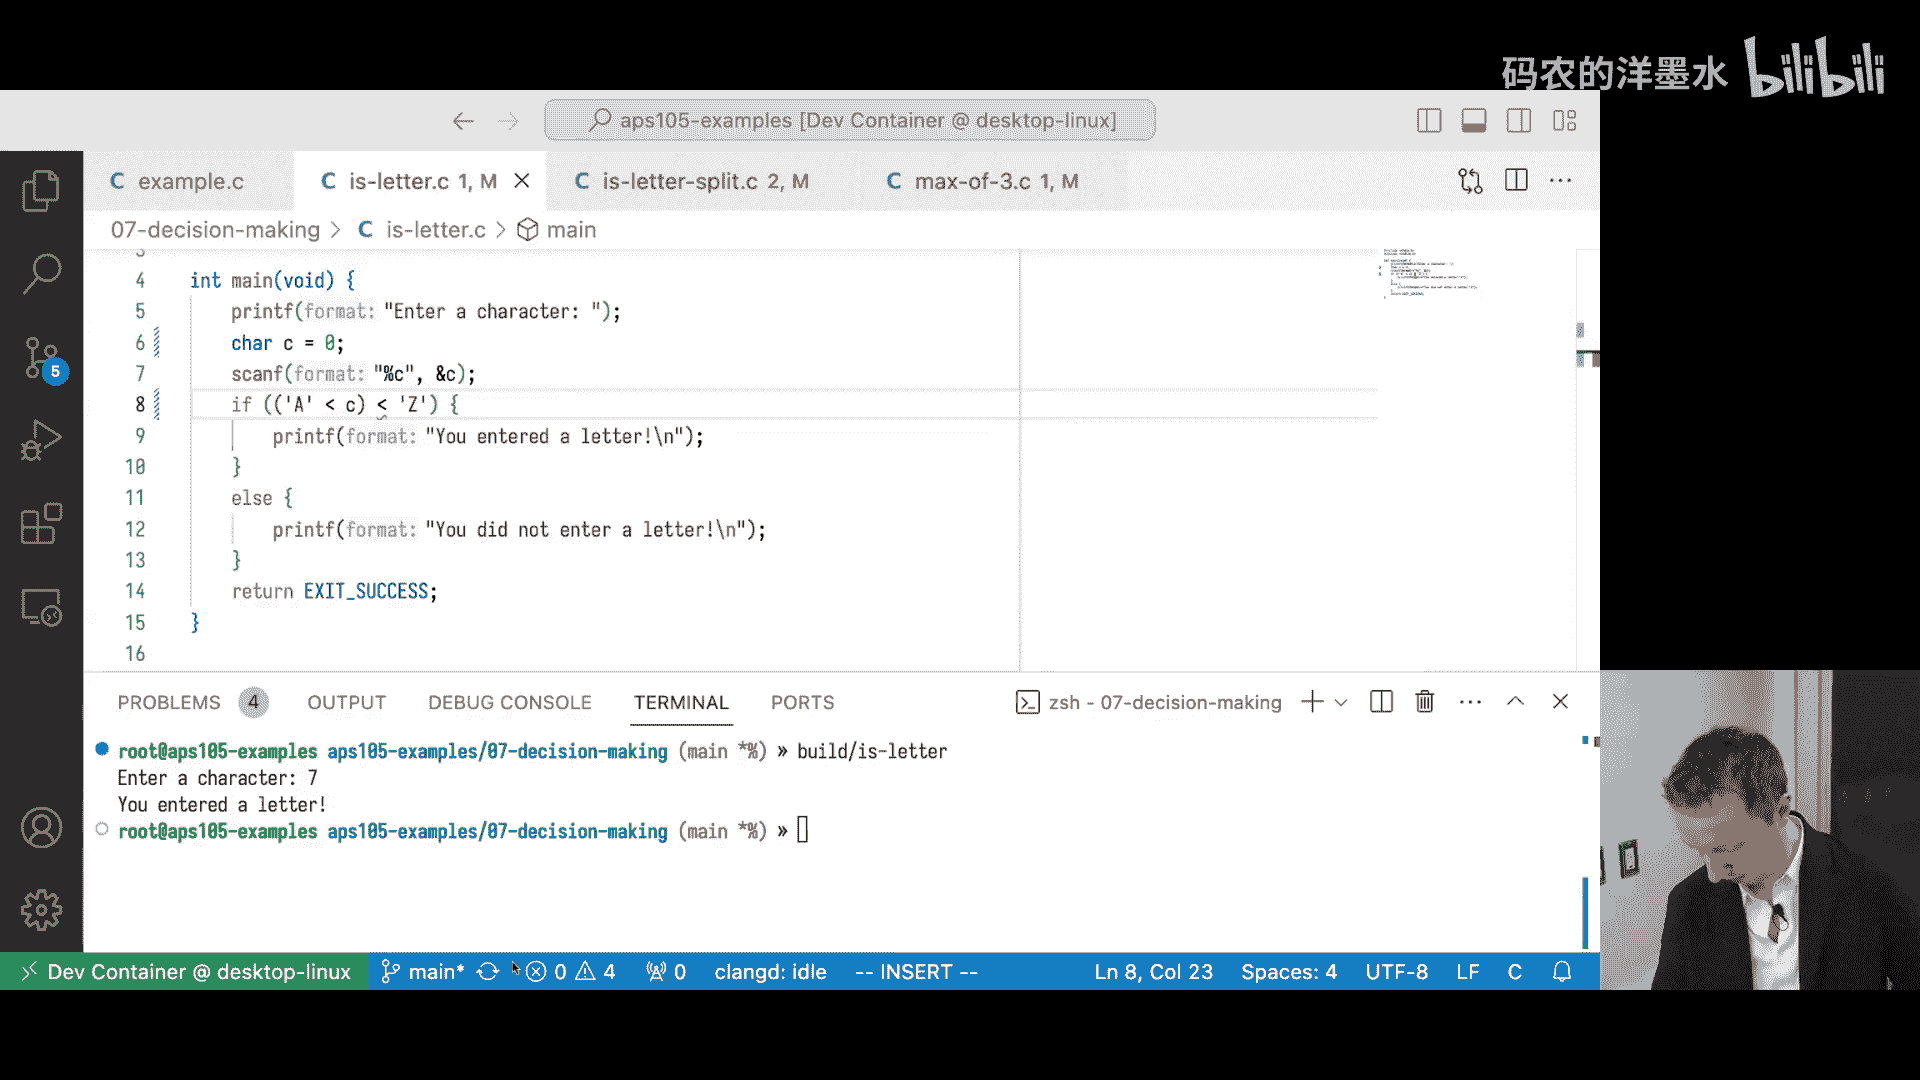 码农的洋墨水 bilibili
aps105-examples [Dev Container @ desktop-linux]
example.c
is-letter.c 1, M
is-letter-split.c 2, M
max-of-3.c 1, M
07-decision-making > C is-letter.c > main
3
4 int main(void) {
5 printf(format: "Enter a character: ");
6 char c = 0;
7 scanf(format: "%c", &c);
8 if (('A' < c) < 'Z') {
9 printf(format: "You entered a letter!\n");
10 }
11 else {
12 printf(format: "You did not enter a letter!\n");
13 }
14 return EXIT_SUCCESS;
15 }
16
5
PROBLEMS 4 OUTPUT DEBUG CONSOLE TERMINAL PORTS
zsh - 07-decision-making
root@aps105-examples aps105-examples/07-decision-making (main *%) » build/is-letter
Enter a character: 7
You entered a letter!
root@aps105-examples aps105-examples/07-decision-making (main *%) »
Dev Container @ desktop-linux main* 0 4 0 clangd: idle -- INSERT -- Ln 8, Col 23 Spaces: 4 UTF-8 LF C